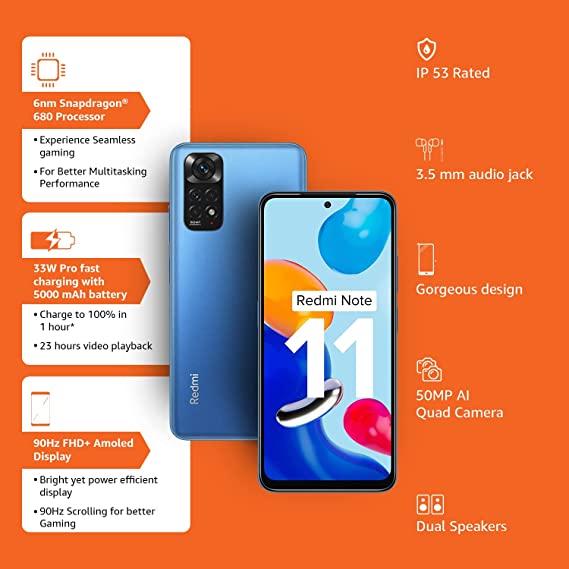 6nm Snapdragon®
680 Processor
• Experience Seamless
gaming
• For Better Multitasking
Performance
33W Pro fast
charging with
5000 mAh battery
• Charge to 100% in
1 hour*
• 23 hours video playback
90Hz FHD+ Amoled
Display
• Bright yet power efficient
display
• 90Hz Scrolling for better
Gaming
Redmi
Redmi Note
11
IP 53 Rated
3.5 mm audio jack
Gorgeous design
50MP AI
Quad Camera
Dual Speakers